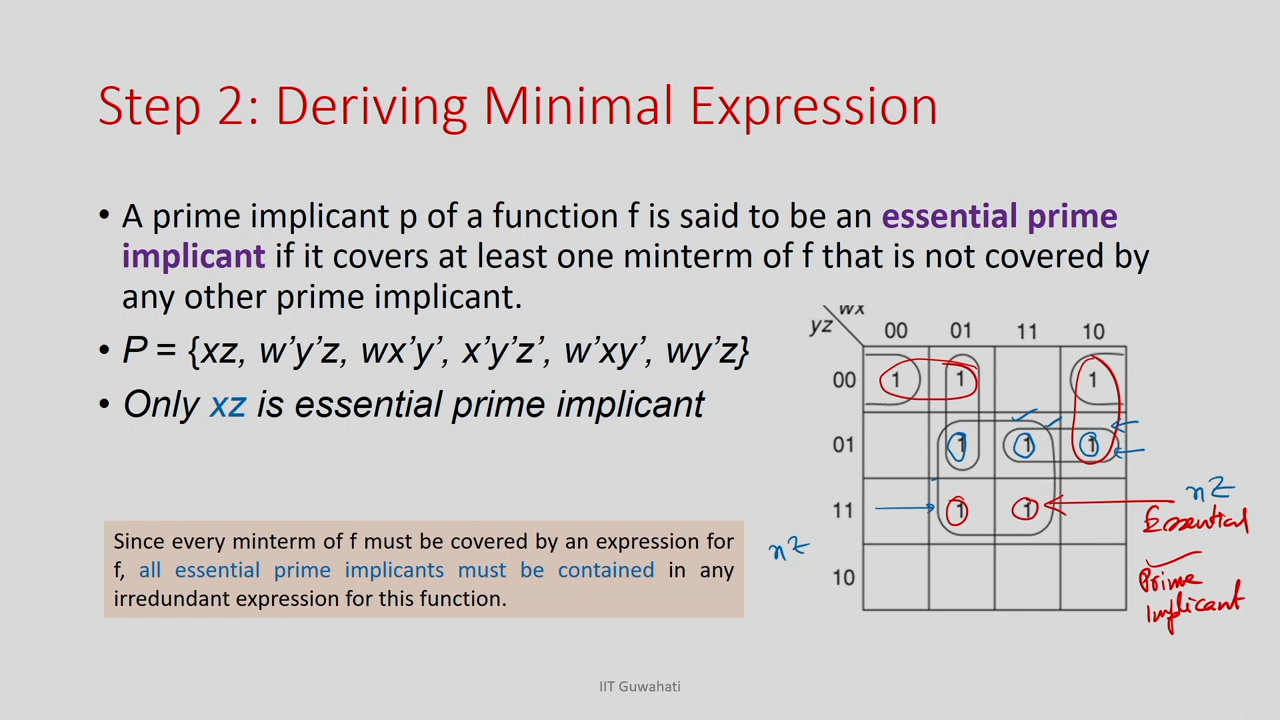 Step 2: Deriving Minimal Expression
• A prime implicant p of a function f is said to be an essential prime
implicant if it covers at least one minterm of f that is not covered by
any other prime implicant.
• P = {xz, w’y’z, wx’y’, x’y’z’, w’xy’, wy’z}
• Only xz is essential prime implicant
Since every minterm of f must be covered by an expression for
f, all essential prime implicants must be contained in any
irredundant expression for this function.
wx
yz 00 01 11 10
00 1 1 1
01 1 1 1
11 1 1
10
xz
xz
Essential
Prime
Implicant
IIT Guwahati